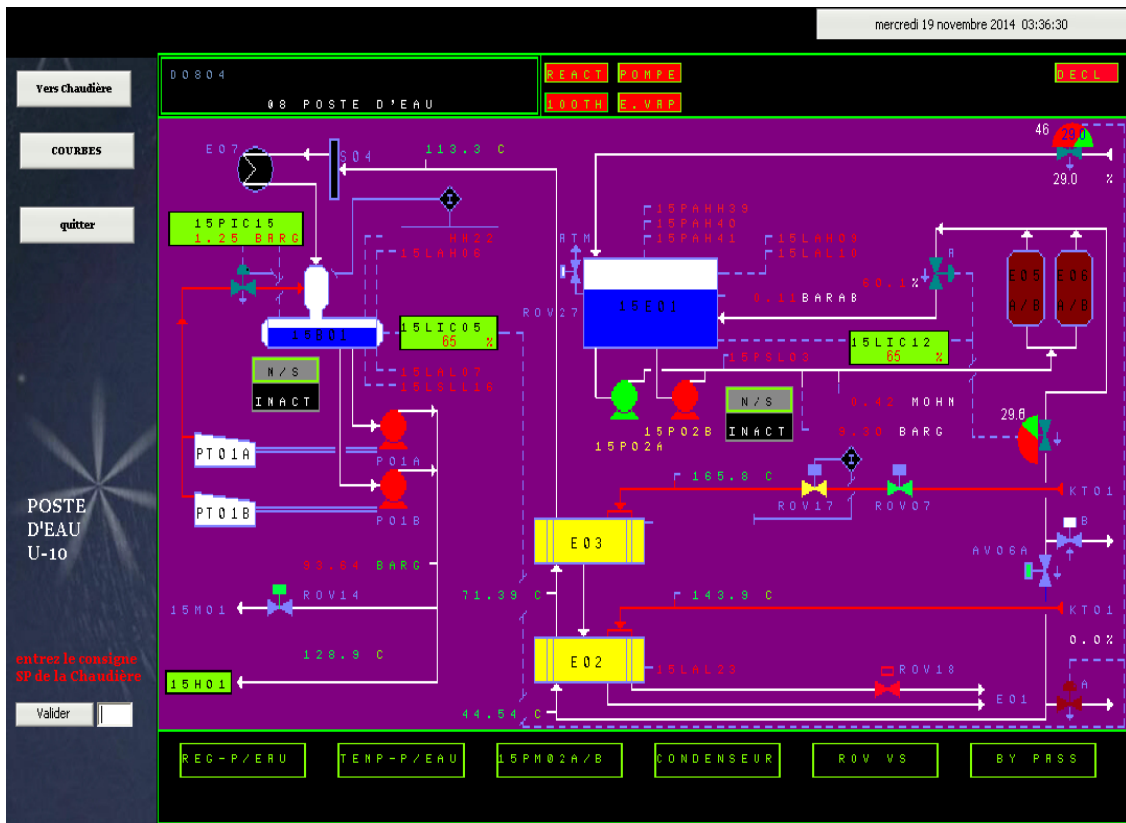 mercredi 19 novembre 2014 03:36:30
Vers Chaudière
COURBES
quitter
POSTE
D'EAU
U-10
entrez le consigne
SP de la Chaudière
Valider
D0804
08 POSTE D'EAU
REACT POMPE
100TH E.VAP
DECL
E07
S04
113.3 C
46
29.0
29.0 %
15PIC15
1.25 BARG
HH22
15LAH06
15PAHH39
15PAH40
15PAH41
ATM
15LAH09
15LAL10
R
60.1%
E05
A/B
E06
A/B
15E01
0.11BARAB
ROV27
15B01
15LIC05
65 %
15LIC12
65 %
15PSL03
15LAL07
15LSLL16
N/S
INACT
N/S
INACT
0.42 MOHN
9.30 BARG
29.6
15P02A
15P02B
PT01A
P01A
PT01B
P01B
165.8 C
ROV17
ROV07
KT01
E03
B
AV06A
93.64 BARG
ROV14
15M01
71.39 C
143.9 C
KT01
0.0%
128.9 C
E02
15LAL23
ROV18
15H01
E01
A
44.54 C
REG-P/EAU
TENP-P/EAU
15PM02A/B
CONDENSEUR
ROV VS
BY PASS